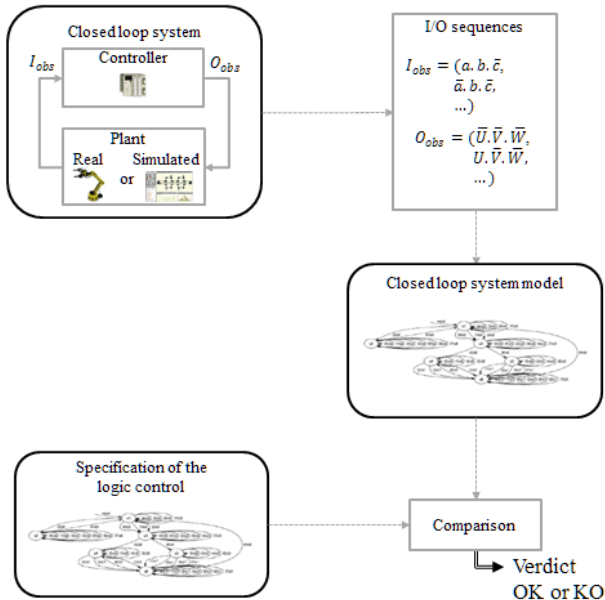 Closed loop system
I_obs
Controller
O_obs
Plant
Real
Simulated
or
I/O sequences
I_obs = (a. b. c̄,
ā. b. c̄,
...)
O_obs = (Ū. V̄. W̄,
U. V̄. W̄,
...)
Closed loop system model
Specification of the
logic control
Comparison
Verdict
OK or KO